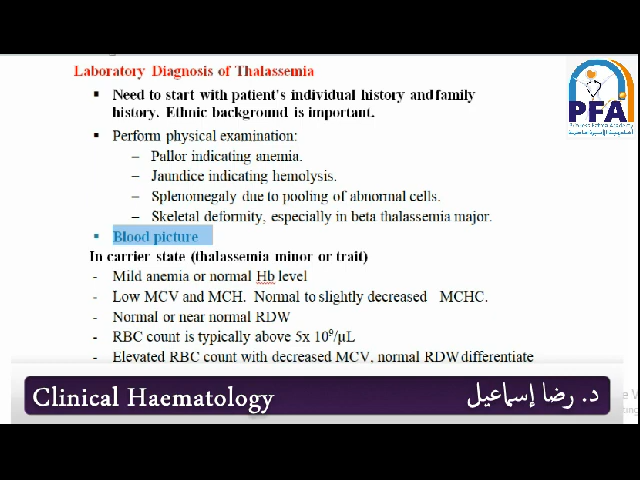 Laboratory Diagnosis of Thalassemia
▪ Need to start with patient's individual history and family
history. Ethnic background is important.
▪ Perform physical examination:
– Pallor indicating anemia.
– Jaundice indicating hemolysis.
– Splenomegaly due to pooling of abnormal cells.
– Skeletal deformity, especially in beta thalassemia major.
▪ Blood picture
In carrier state (thalassemia minor or trait)
- Mild anemia or normal Hb level
- Low MCV and MCH. Normal to slightly decreased MCHC.
- Normal or near normal RDW
- RBC count is typically above 5x 10⁹/µL
- Elevated RBC count with decreased MCV, normal RDW differentiate
PFA
Clinical Haematology
د. رضا إسماعيل